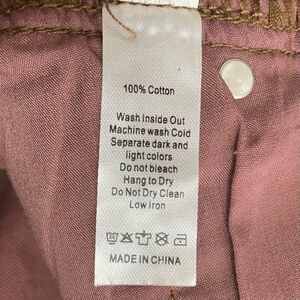 100% Cotton
Wash Inside Out
Machine wash Cold
Separate dark and
light colors
Do not bleach
Hang to Dry
Do Not Dry Clean
Low iron
MADE IN CHINA